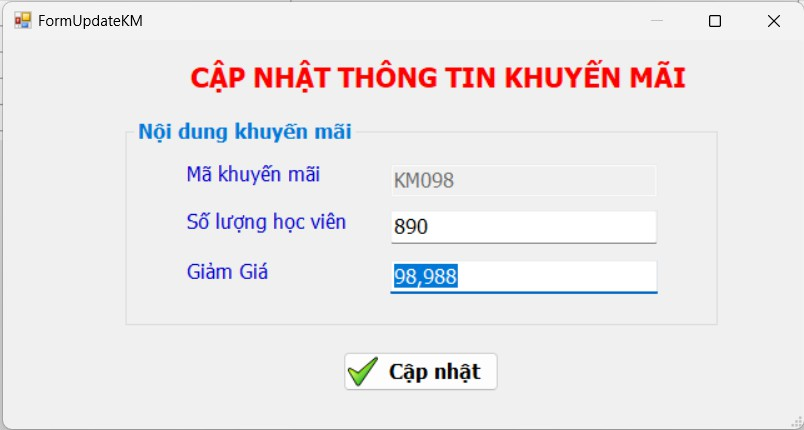 FormUpdateKM
CẬP NHẬT THÔNG TIN KHUYẾN MÃI
Nội dung khuyến mãi
Mã khuyến mãi
KM098
Số lượng học viên
890
Giảm Giá
98,988
Cập nhật